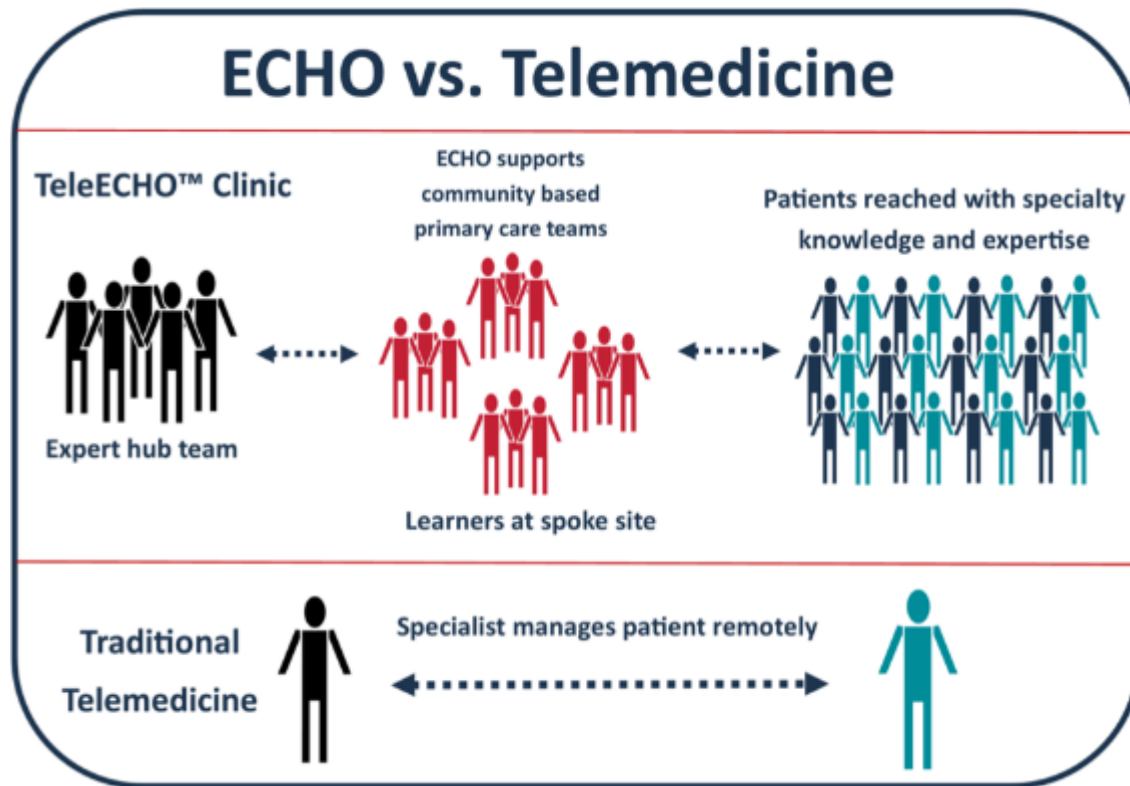 ECHO vs. Telemedicine
TeleECHO™ Clinic
ECHO supports
community based
primary care teams
Patients reached with specialty
knowledge and expertise
Expert hub team
Learners at spoke site
Traditional
Telemedicine
Specialist manages patient remotely